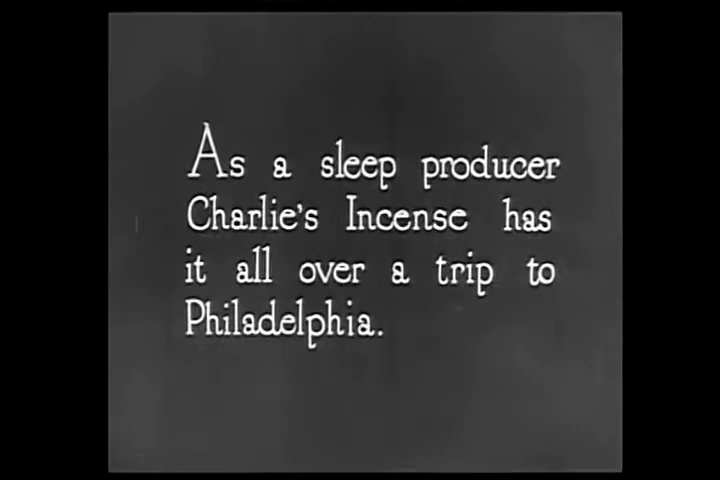 As a sleep producer
Charlie's Incense has
it all over a trip to
Philadelphia.